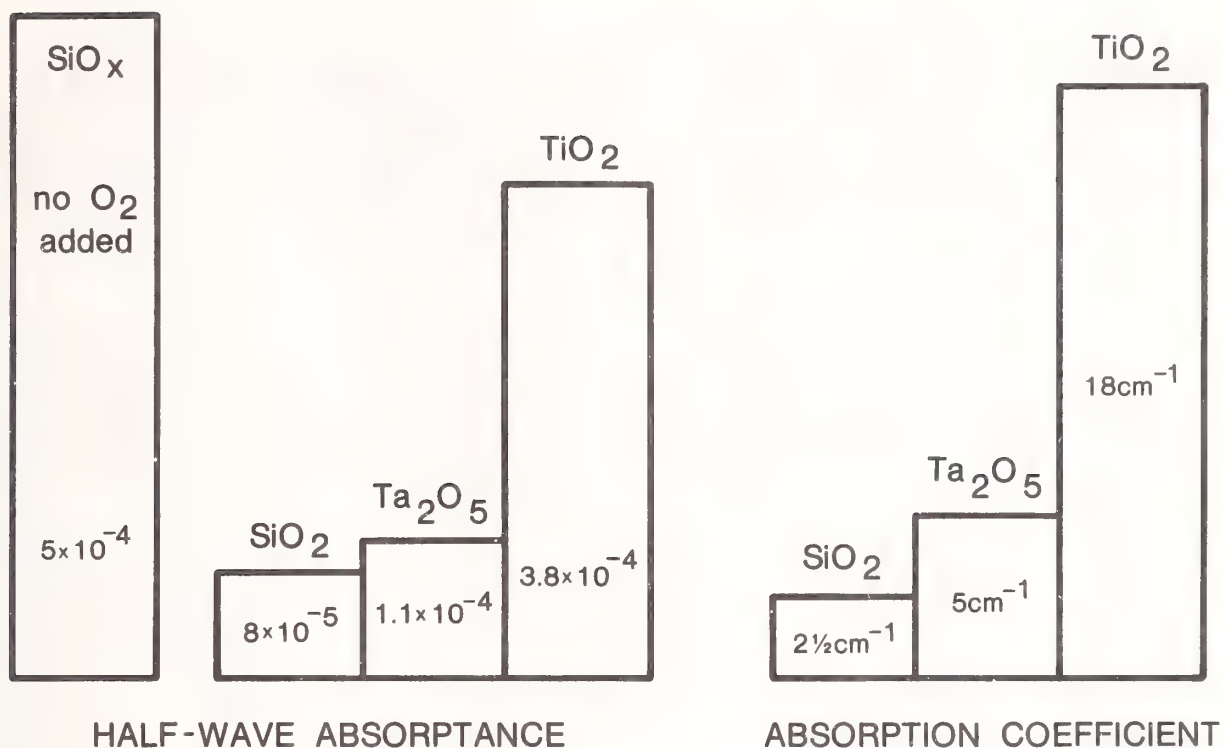 SiOx
no O2
added
5×10⁻⁴
SiO2
8×10⁻⁵
Ta2O5
1.1×10⁻⁴
TiO2
3.8×10⁻⁴
HALF-WAVE ABSORPTANCE
SiO2
2½cm⁻¹
Ta2O5
5cm⁻¹
TiO2
18cm⁻¹
ABSORPTION COEFFICIENT